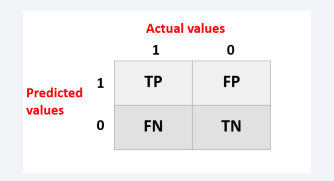 Actual values
1 0
Predicted
values
1 TP FP
0 FN TN